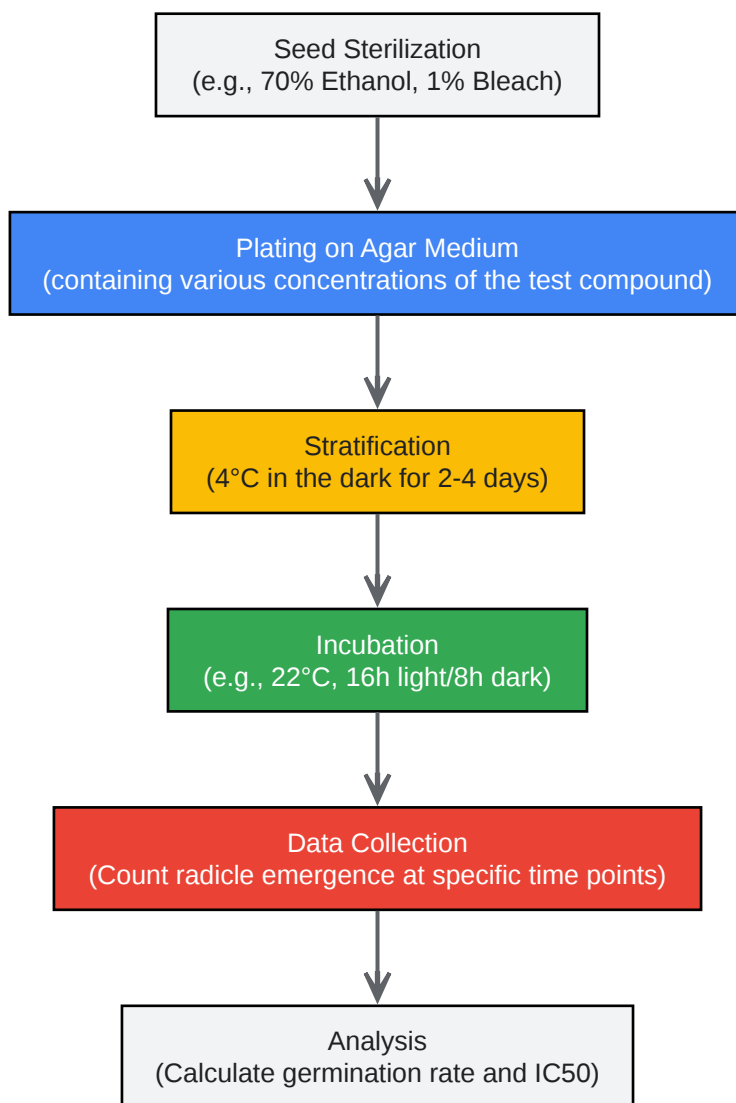 Seed Sterilization
(e.g., 70% Ethanol, 1% Bleach)
Plating on Agar Medium
(containing various concentrations of the test compound)
Stratification
(4°C in the dark for 2-4 days)
Incubation
(e.g., 22°C, 16h light/8h dark)
Data Collection
(Count radicle emergence at specific time points)
Analysis
(Calculate germination rate and IC50)